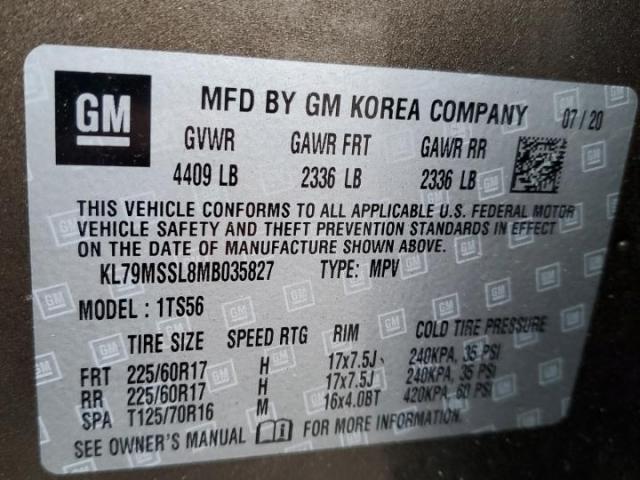 GM
MFD BY GM KOREA COMPANY 07/20
GVWR GAWR FRT GAWR RR
4409 LB 2336 LB 2336 LB
THIS VEHICLE CONFORMS TO ALL APPLICABLE U.S. FEDERAL MOTOR
VEHICLE SAFETY AND THEFT PREVENTION STANDARDS IN EFFECT
ON THE DATE OF MANUFACTURE SHOWN ABOVE.
KL79MSSL8MB035827 TYPE: MPV
MODEL : 1TS56
TIRE SIZE SPEED RTG RIM COLD TIRE PRESSURE
FRT 225/60R17 H 17x7.5J 240KPA, 35 PSI
RR 225/60R17 H 17x7.5J 240KPA, 35 PSI
SPA T125/70R16 M 16x4.0BT 420KPA, 60 PSI
SEE OWNER'S MANUAL FOR MORE INFORMATION.